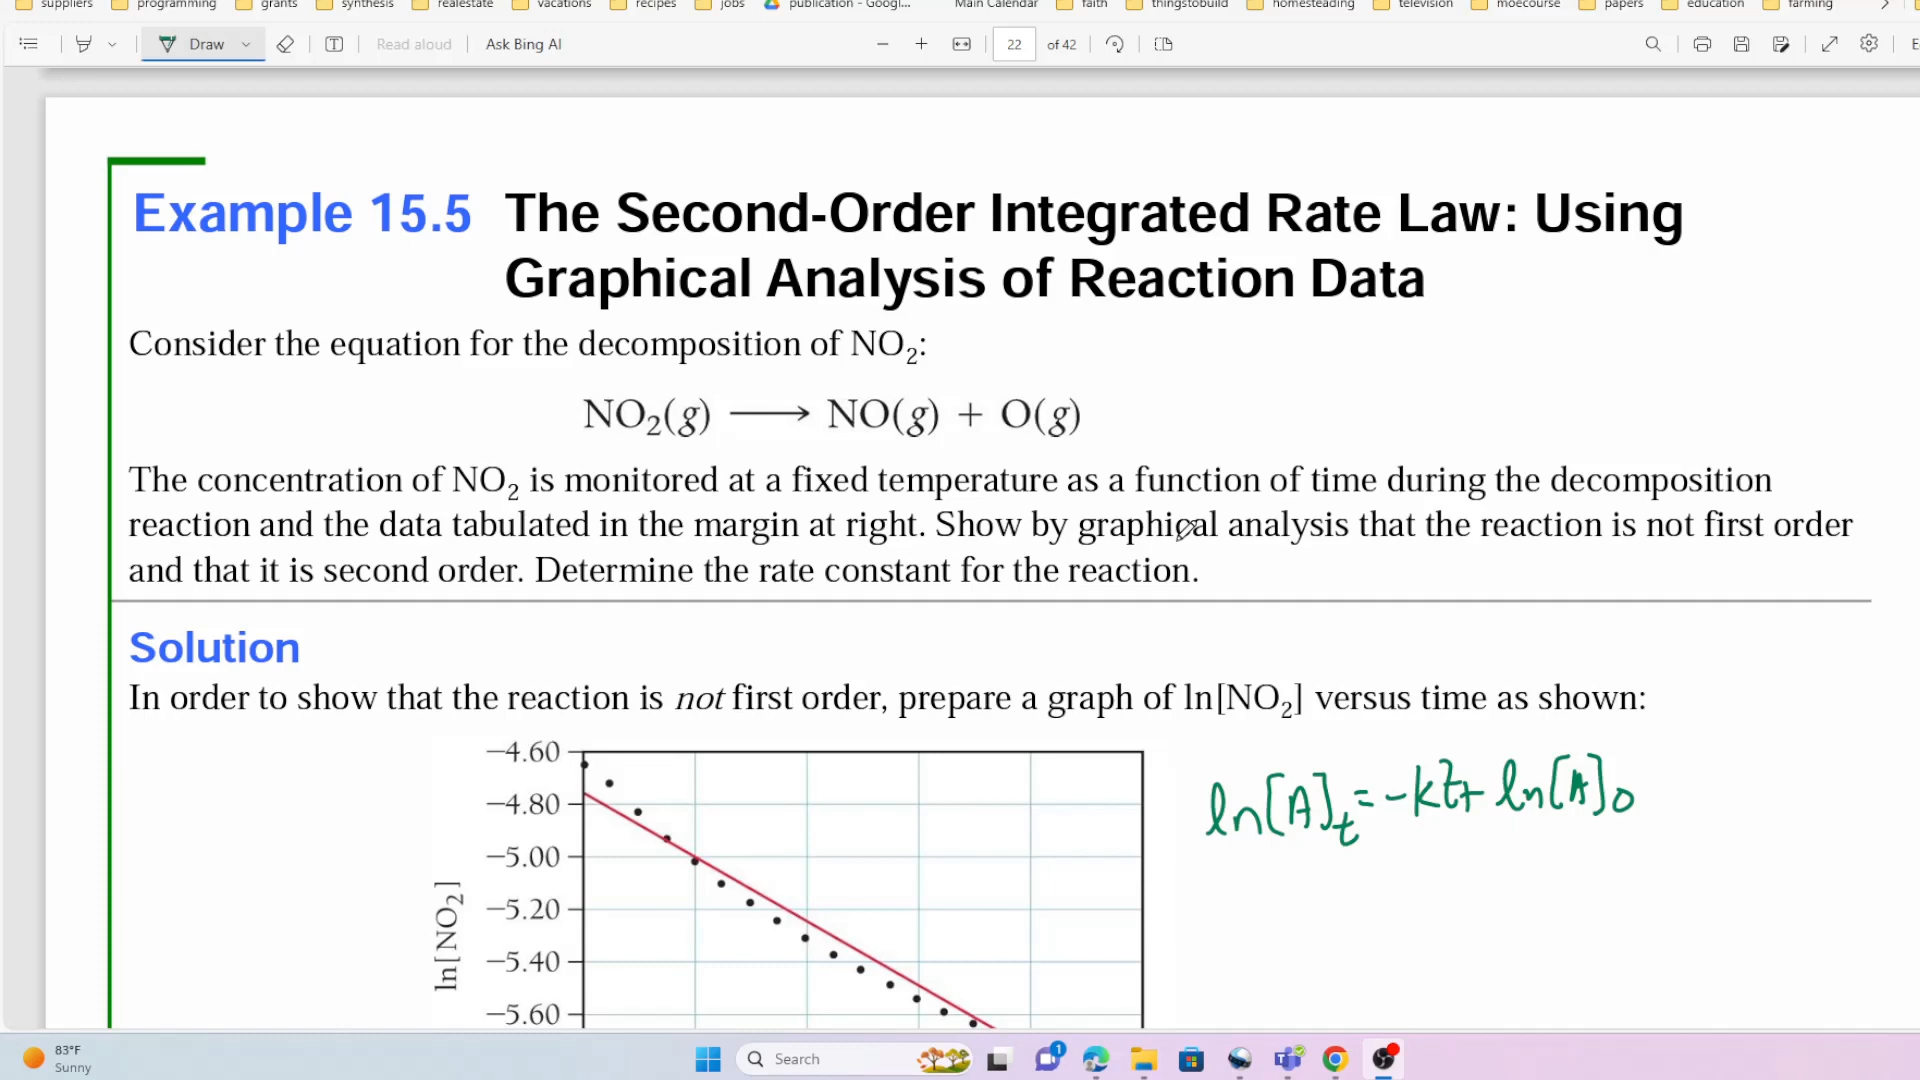 suppliers programming grants synthesis realestate vacations recipes jobs publication - Googl... Main Calendar faith thingstobuild homesteading television moecourse papers education farming
Draw Read aloud Ask Bing AI 22 of 42
Example 15.5 The Second-Order Integrated Rate Law: Using
Graphical Analysis of Reaction Data
Consider the equation for the decomposition of NO₂:
NO₂(g) ⟶ NO(g) + O(g)
The concentration of NO₂ is monitored at a fixed temperature as a function of time during the decomposition
reaction and the data tabulated in the margin at right. Show by graphical analysis that the reaction is not first order
and that it is second order. Determine the rate constant for the reaction.
Solution
In order to show that the reaction is not first order, prepare a graph of ln[NO₂] versus time as shown:
−4.60
−4.80
−5.00
−5.20
−5.40
−5.60
ln[NO₂]
ln[A]t = -kt + ln[A]0
83°F
Sunny
Search
1